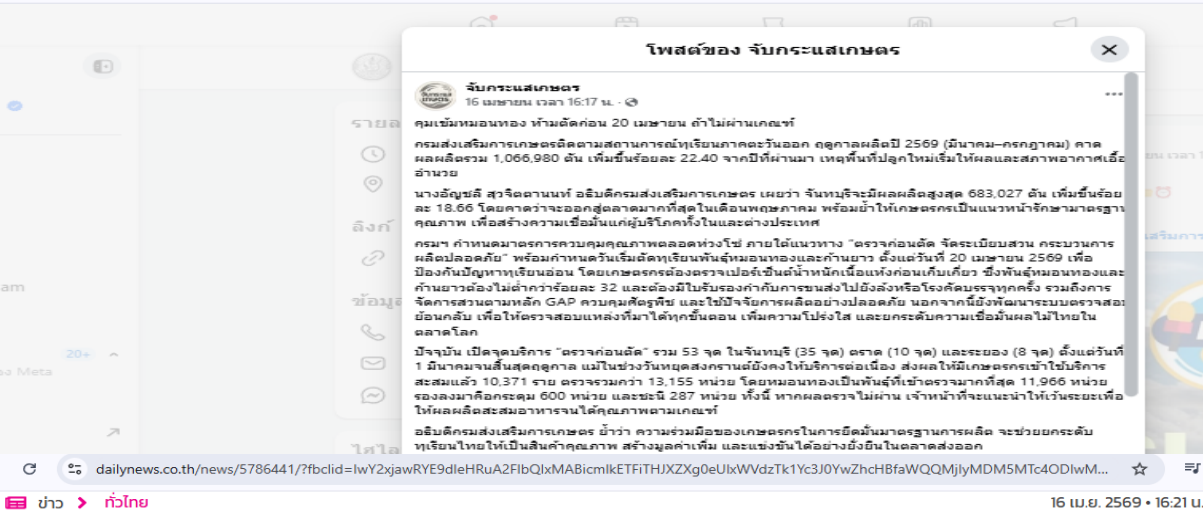 โพสต์ของ จับกระแสเกษตร
จับกระแสเกษตร
16 เมษายน เวลา 16:17 น.
คุมเข้มหมอนทอง ห้ามตัดก่อน 20 เมษายน ถ้าไม่ผ่านเกณฑ์
กรมส่งเสริมการเกษตรติดตามสถานการณ์ทุเรียนภาคตะวันออก ฤดูกาลผลิตปี 2569 (มีนาคม–กรกฎาคม) คาด
ผลผลิตรวม 1,066,980 ตัน เพิ่มขึ้นร้อยละ 22.40 จากปีที่ผ่านมา เหตุพื้นที่ปลูกใหม่เริ่มให้ผลและสภาพอากาศเอื้อ
อำนวย
นางอัญชลี สุวจิตตานนท์ อธิบดีกรมส่งเสริมการเกษตร เผยว่า จันทบุรีจะมีผลผลิตสูงสุด 683,027 ตัน เพิ่มขึ้นร้อย
ละ 18.66 โดยคาดว่าจะออกสู่ตลาดมากที่สุดในเดือนพฤษภาคม พร้อมย้ำให้เกษตรกรเป็นแนวหน้ารักษามาตรฐาน
คุณภาพ เพื่อสร้างความเชื่อมั่นแก่ผู้บริโภคทั้งในและต่างประเทศ
กรมฯ กำหนดมาตรการควบคุมคุณภาพตลอดห่วงโซ่ ภายใต้แนวทาง “ตรวจก่อนตัด จัดระเบียบสวน กระบวนการ
ผลิตปลอดภัย” พร้อมกำหนดวันเริ่มตัดทุเรียนพันธุ์หมอนทองและก้านยาว ตั้งแต่วันที่ 20 เมษายน 2569 เพื่อ
ป้องกันปัญหาทุเรียนอ่อน โดยเกษตรกรต้องตรวจเปอร์เซ็นต์น้ำหนักเนื้อแห้งก่อนเก็บเกี่ยว ซึ่งพันธุ์หมอนทองและ
ก้านยาวต้องไม่ต่ำกว่าร้อยละ 32 และต้องมีใบรับรองกำกับการขนส่งไปยังล้งหรือโรงคัดบรรจุทุกครั้ง รวมถึงการ
จัดการสวนตามหลัก GAP ควบคุมศัตรูพืช และใช้ปัจจัยการผลิตอย่างปลอดภัย นอกจากนี้ยังพัฒนาระบบตรวจสอบ
ย้อนกลับ เพื่อให้ตรวจสอบแหล่งที่มาได้ทุกขั้นตอน เพิ่มความโปร่งใส และยกระดับความเชื่อมั่นผลไม้ไทยใน
ตลาดโลก
ปัจจุบัน เปิดจุดบริการ “ตรวจก่อนตัด” รวม 53 จุด ในจันทบุรี (35 จุด) ตราด (10 จุด) และระยอง (8 จุด) ตั้งแต่วันที่
1 มีนาคมจนสิ้นสุดฤดูกาล แม้ในช่วงวันหยุดสงกรานต์ยังคงให้บริการต่อเนื่อง ส่งผลให้มีเกษตรกรเข้าใช้บริการ
สะสมแล้ว 10,371 ราย ตรวจรวมกว่า 13,155 หน่วย โดยหมอนทองเป็นพันธุ์ที่เข้าตรวจมากที่สุด 11,966 หน่วย
รองลงมาคือกระดุม 600 หน่วย และชะนี 287 หน่วย ทั้งนี้ หากผลตรวจไม่ผ่าน เจ้าหน้าที่จะแนะนำให้เว้นระยะเพื่อ
ให้ผลผลิตสะสมอาหารจนได้คุณภาพตามเกณฑ์
อธิบดีกรมส่งเสริมการเกษตร ย้ำว่า ความร่วมมือของเกษตรกรในการยึดมั่นมาตรฐานการผลิต จะช่วยยกระดับ
ทุเรียนไทยให้เป็นสินค้าคุณภาพ สร้างมูลค่าเพิ่ม และแข่งขันได้อย่างยั่งยืนในตลาดส่งออก
ลิงก์
am
20+
อง Meta
dailynews.co.th/news/5786441/?fbclid=IwY2xjawRYE9dleHRuA2FlbQIxMABicmlkETFiTHJXZXg0eUlxWVdzTk1Yc3J0YwZhcHBfaWQQMjIyMDM5MTc4ODIwM...
ข่าว > ทั่วไทย
16 เม.ย. 2569 • 16:21 น.